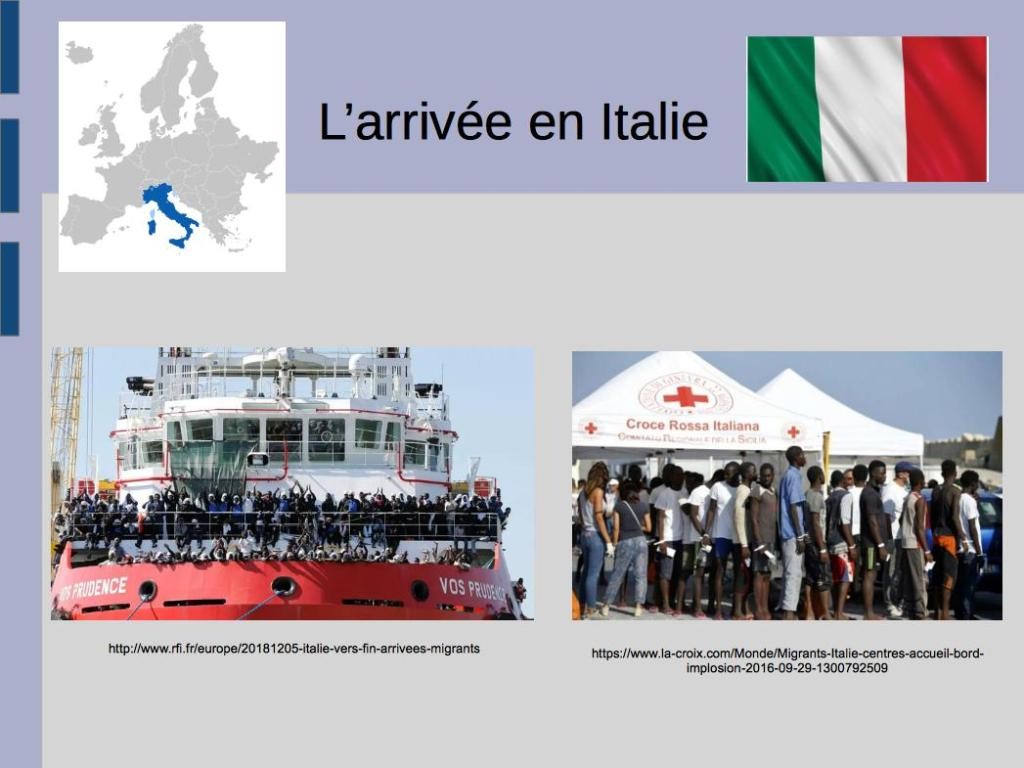 L’arrivée en Italie
Croce Rossa Italiana
Comitato Regionale della Sicilia
VOS PRUDENCE
VOS PRUDENCE
http://www.rfi.fr/europe/20181205-italie-vers-fin-arrivees-migrants
https://www.la-croix.com/Monde/Migrants-Italie-centres-accueil-bord-
implosion-2016-09-29-1300792509